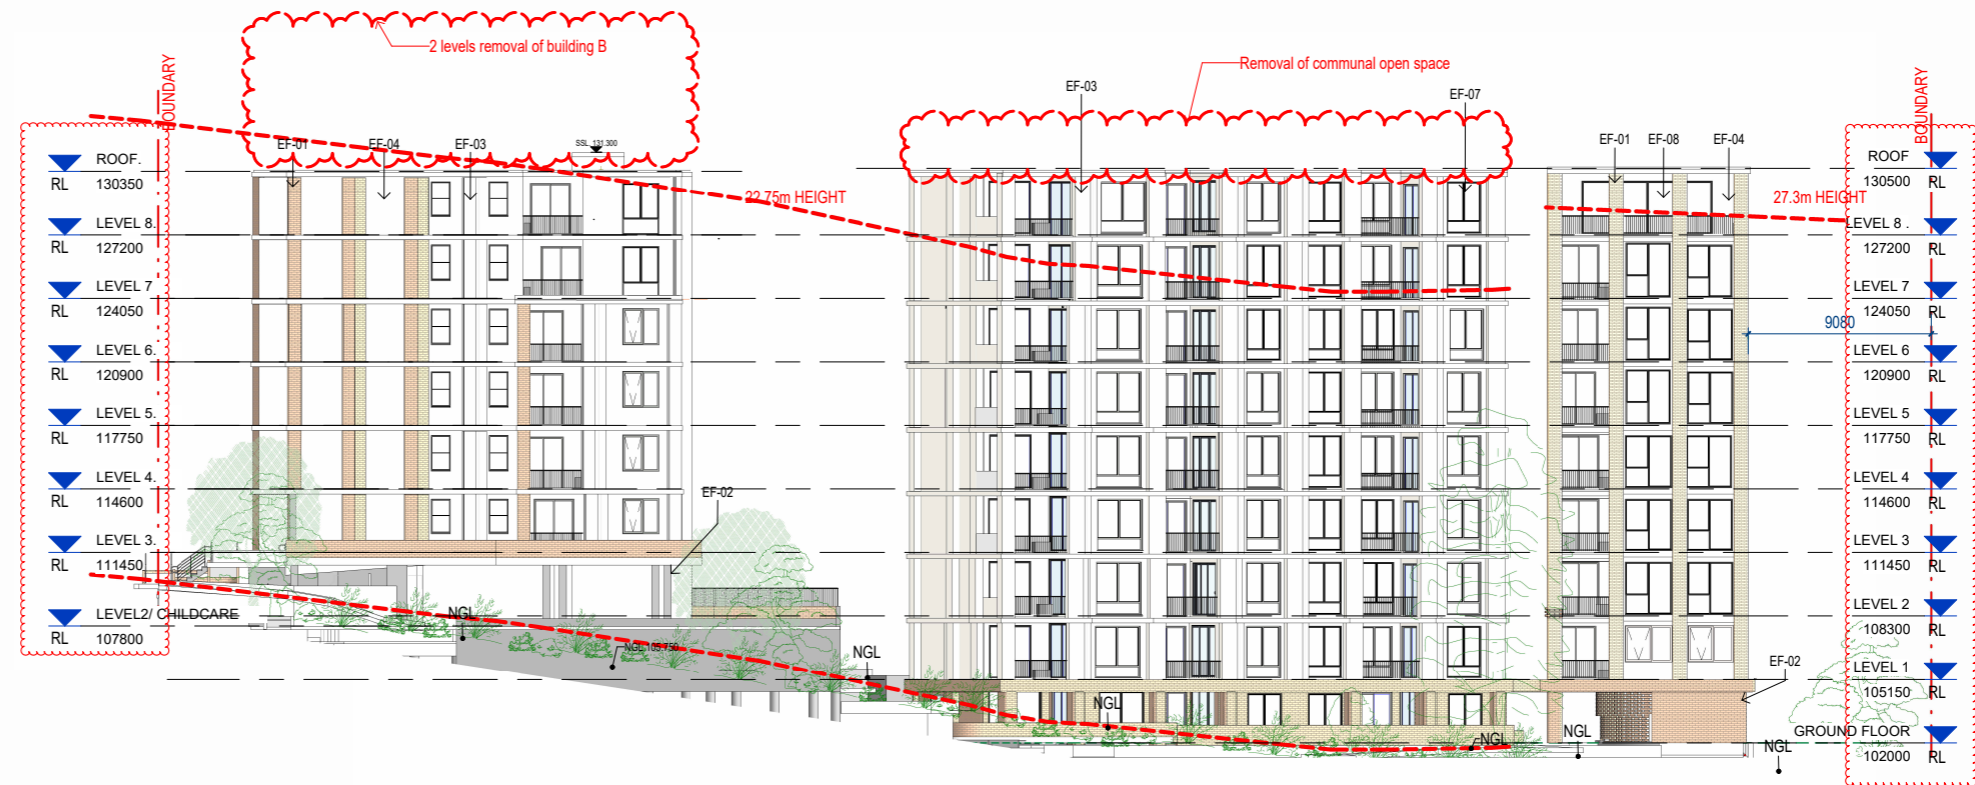 2 levels removal of building B
Removal of communal open space
BOUNDARY
BOUNDARY
EF-03
EF-07
EF-01
EF-04
EF-03
SSL 131.300
EF-01
EF-08
EF-04
ROOF.
RL 130350
LEVEL 8.
RL 127200
LEVEL 7
RL 124050
LEVEL 6.
RL 120900
LEVEL 5.
RL 117750
LEVEL 4.
RL 114600
LEVEL 3.
RL 111450
LEVEL2/ CHILDCARE
RL 107800
22.75m HEIGHT
27.3m HEIGHT
9080
EF-02
NGL
NGL 105.750
NGL
NGL
NGL
NGL
NGL
EF-02
ROOF
130500 RL
LEVEL 8 .
127200 RL
LEVEL 7
124050 RL
LEVEL 6
120900 RL
LEVEL 5
117750 RL
LEVEL 4
114600 RL
LEVEL 3
111450 RL
LEVEL 2
108300 RL
LEVEL 1
105150 RL
GROUND FLOOR
102000 RL